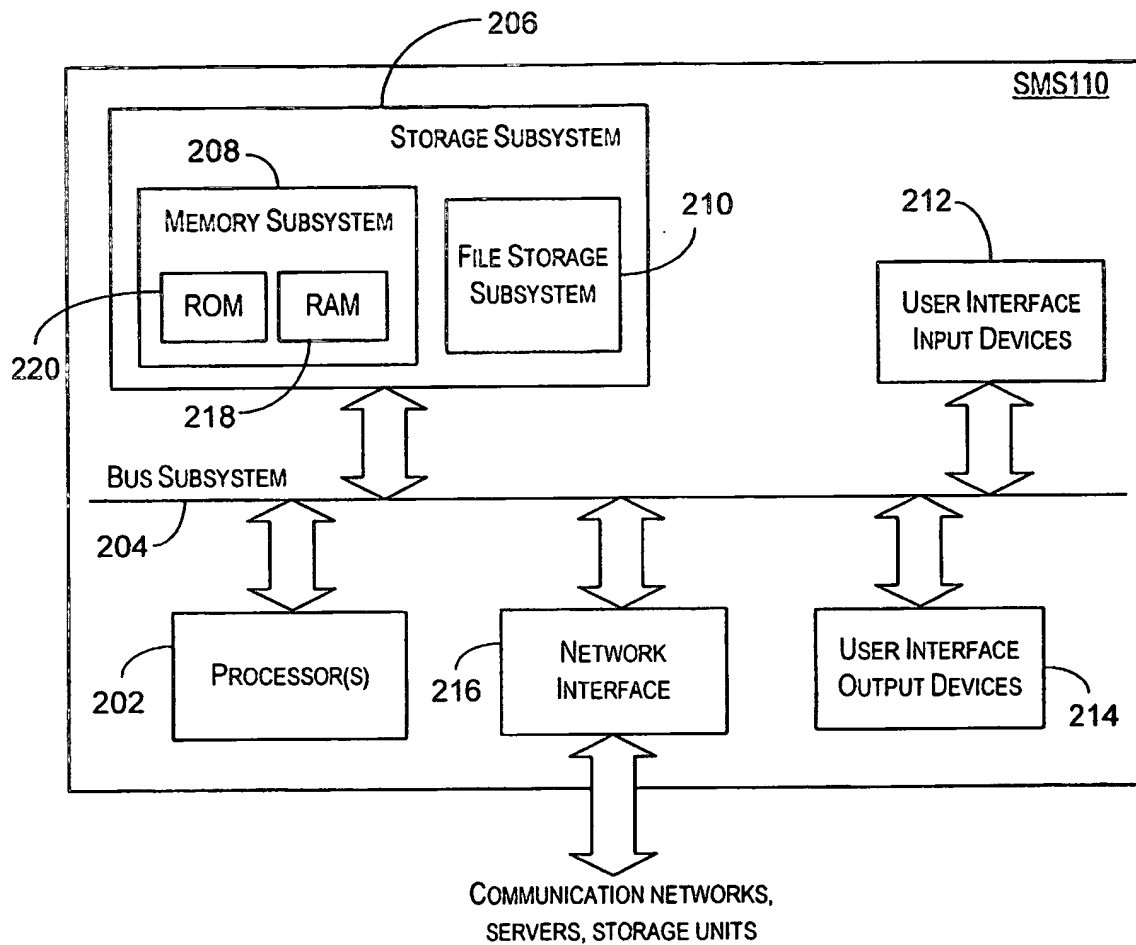 206
SMS110
STORAGE SUBSYSTEM
208
MEMORY SUBSYSTEM
ROM
RAM
FILE STORAGE
SUBSYSTEM
210
212
USER INTERFACE
INPUT DEVICES
220
218
BUS SUBSYSTEM
204
PROCESSOR(S)
202
NETWORK
INTERFACE
216
USER INTERFACE
OUTPUT DEVICES
214
COMMUNICATION NETWORKS,
SERVERS, STORAGE UNITS